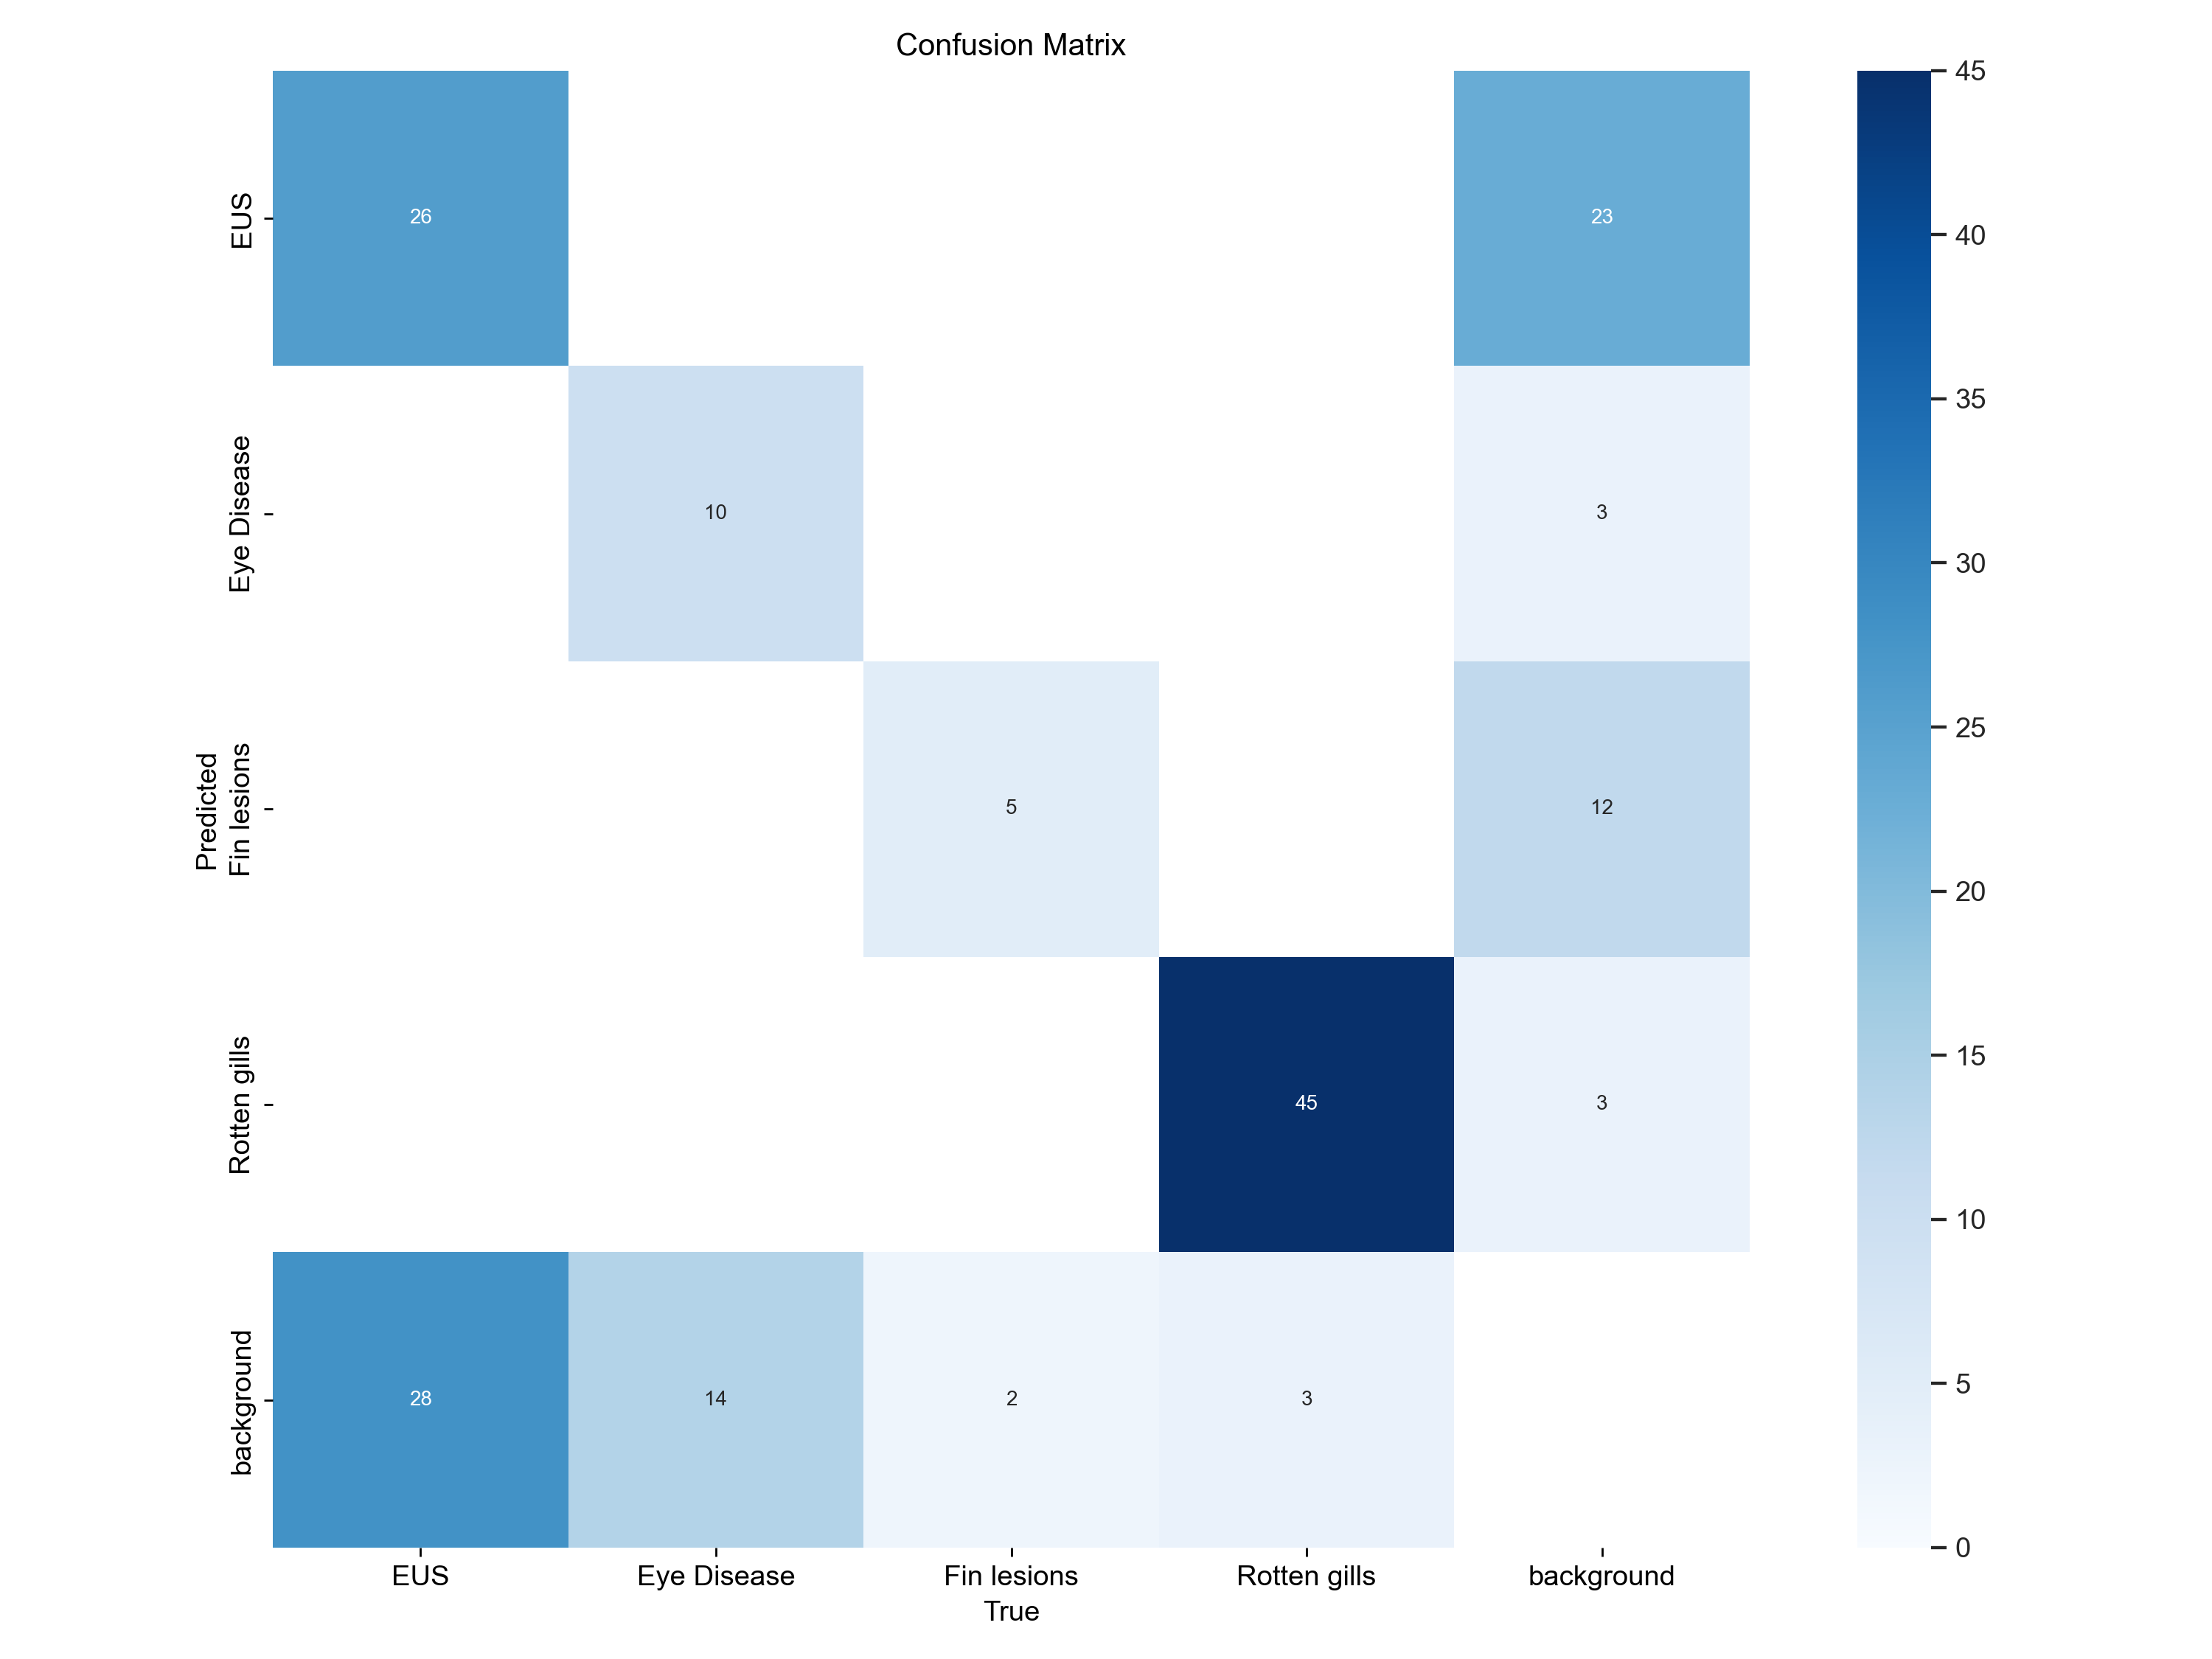 Confusion Matrix
EUS
26
23
Eye Disease
10
3
Predicted
Fin lesions
5
12
Rotten gills
45
3
background
28
14
2
3
EUS
Eye Disease
Fin lesions
Rotten gills
background
True
45
40
35
30
25
20
15
10
5
0